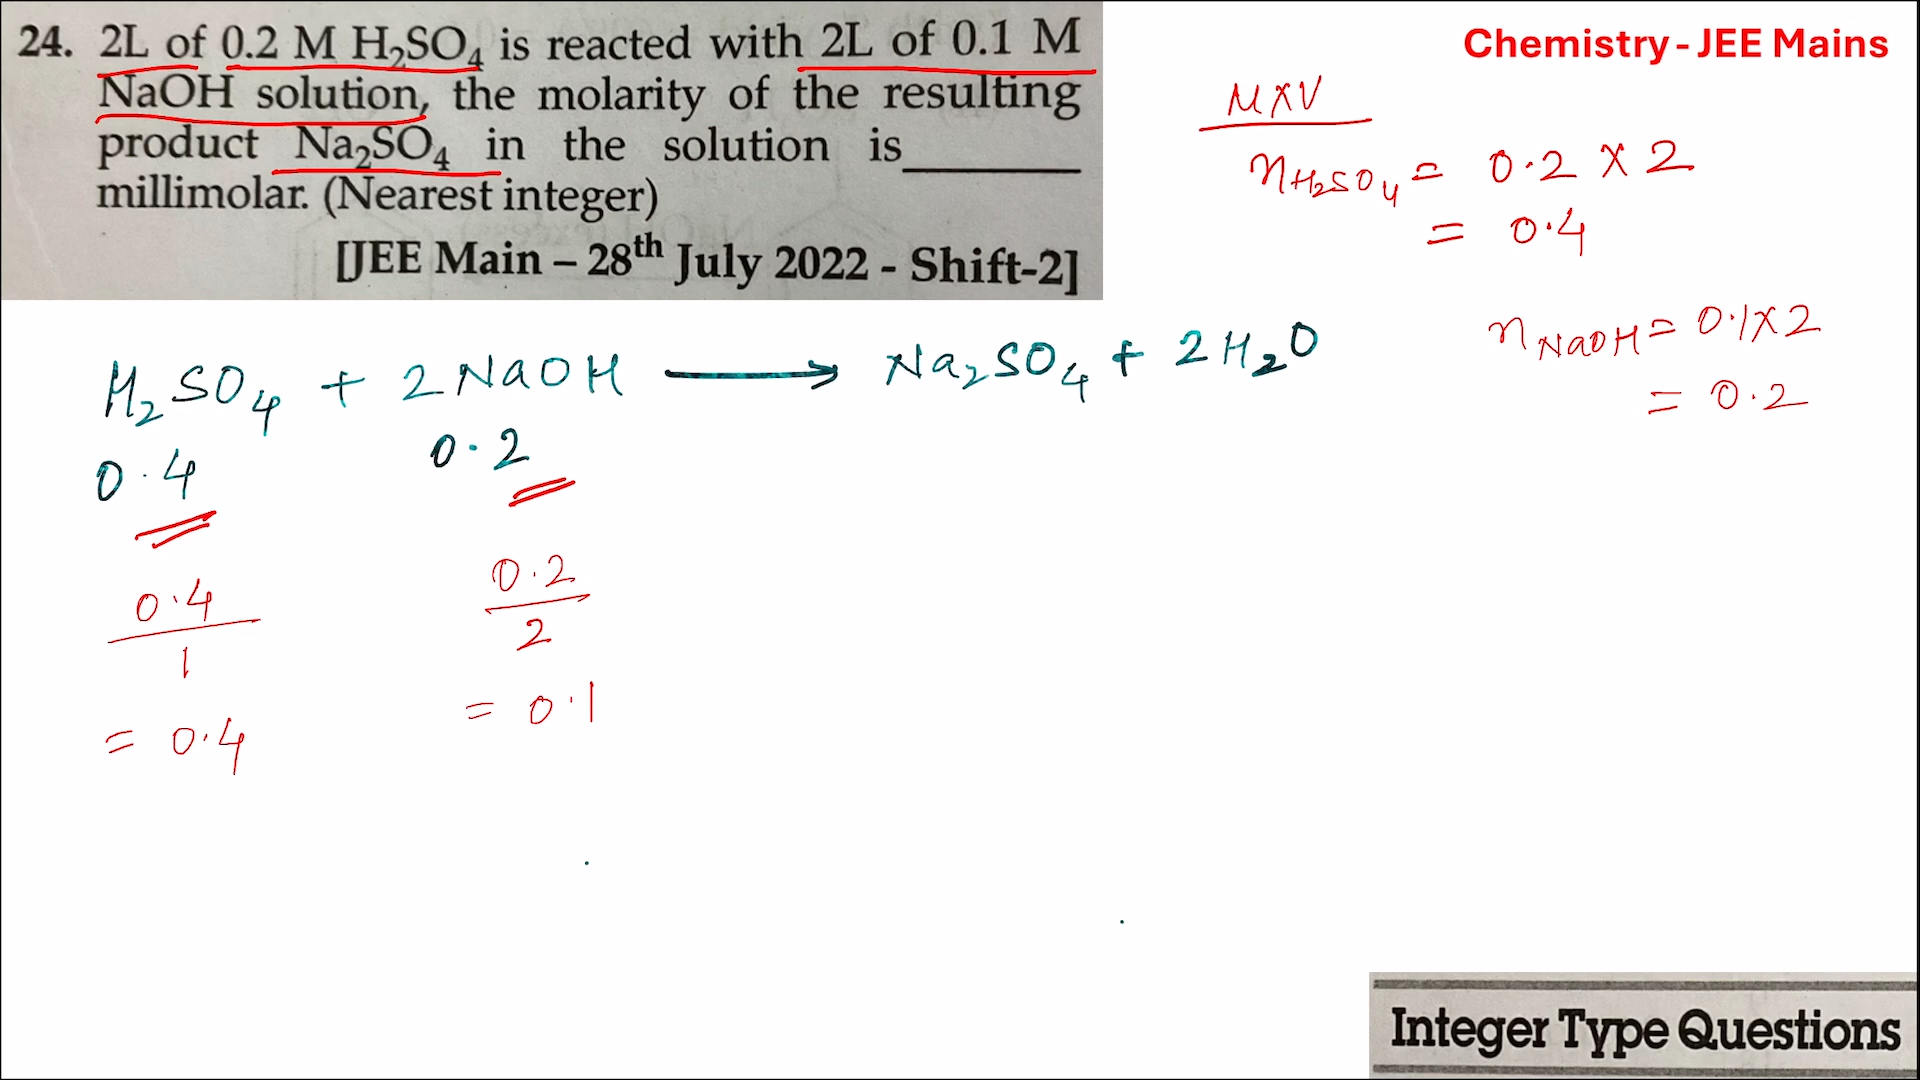 24. 2L of 0.2 M H₂SO₄ is reacted with 2L of 0.1 M
NaOH solution, the molarity of the resulting
product Na₂SO₄ in the solution is________
millimolar. (Nearest integer)
[JEE Main – 28th July 2022 - Shift-2]
Chemistry - JEE Mains
M×V
nH₂SO₄ = 0.2 × 2
= 0.4
nNaOH = 0.1×2
= 0.2
H₂SO₄ + 2NaOH ⟶ Na₂SO₄ + 2H₂O
0.4 0.2
0.4/1 0.2/2
= 0.4 = 0.1
Integer Type Questions